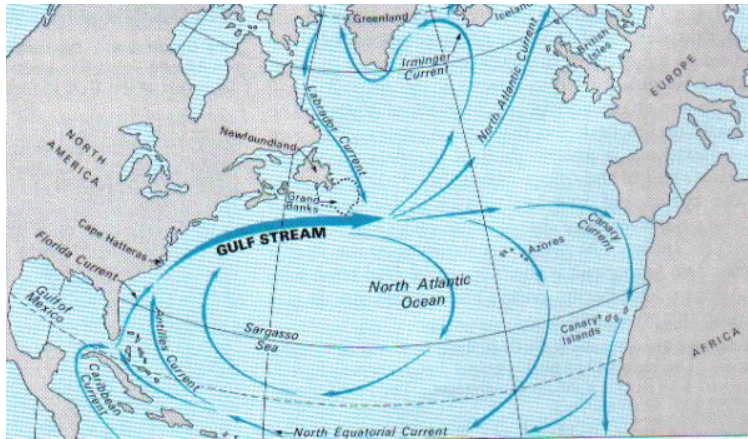 Greenland
Iceland
British
Isles
Irminger
Current
North Atlantic Current
EUROPE
Labrador Current
Newfoundland
NORTH
AMERICA
Grand
Banks
Cape Hatteras
GULF STREAM
Canary
Current
Florida Current
Azores
Gulf of
Mexico
North Atlantic
Ocean
Antilles Current
Sargasso
Sea
Canary
Islands
AFRICA
Caribbean
Current
North Equatorial Current